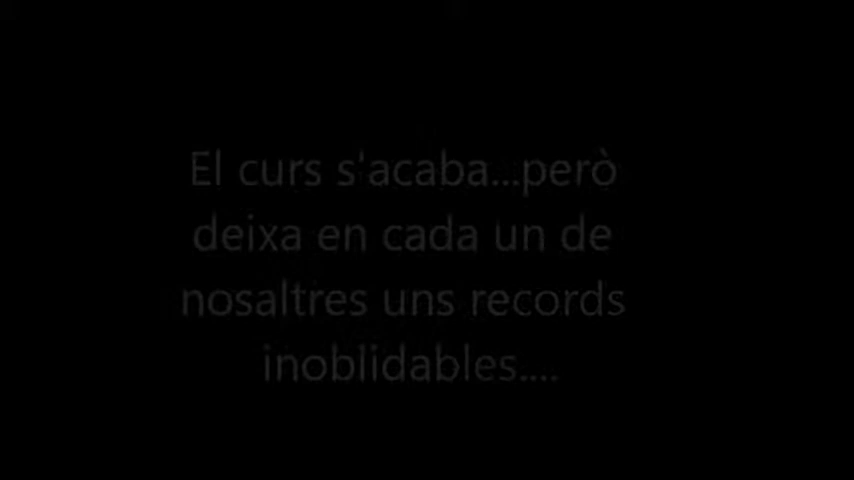 El curs s'acaba...però
deixa en cada un de
nosaltres uns records
inoblidables....